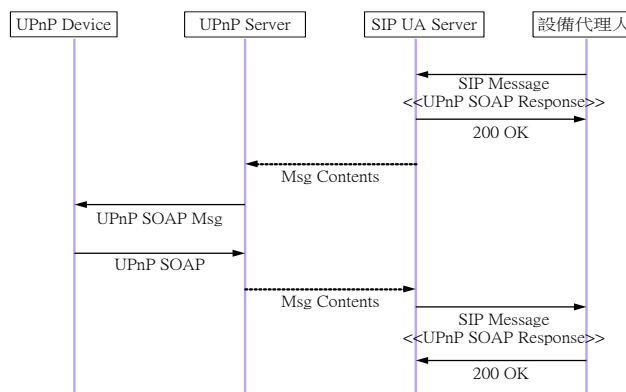 UPnP Device
UPnP Server
SIP UA Server
設備代理人
SIP Message
<<UPnP SOAP Response>>
200 OK
Msg Contents
UPnP SOAP Msg
UPnP SOAP
Msg Contents
SIP Message
<<UPnP SOAP Response>>
200 OK